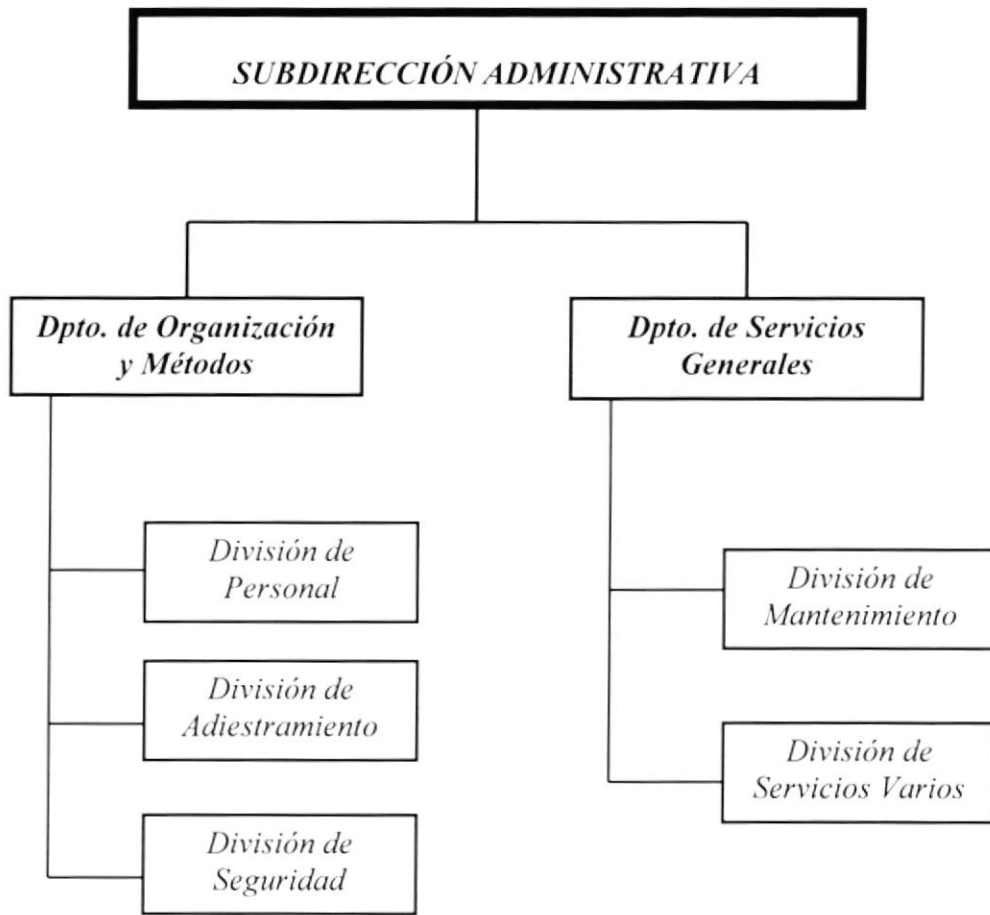 SUBDIRECCIÓN ADMINISTRATIVA
Dpto. de Organización
y Métodos
Dpto. de Servicios
Generales
División de
Personal
División de
Adiestramiento
División de
Seguridad
División de
Mantenimiento
División de
Servicios Varios